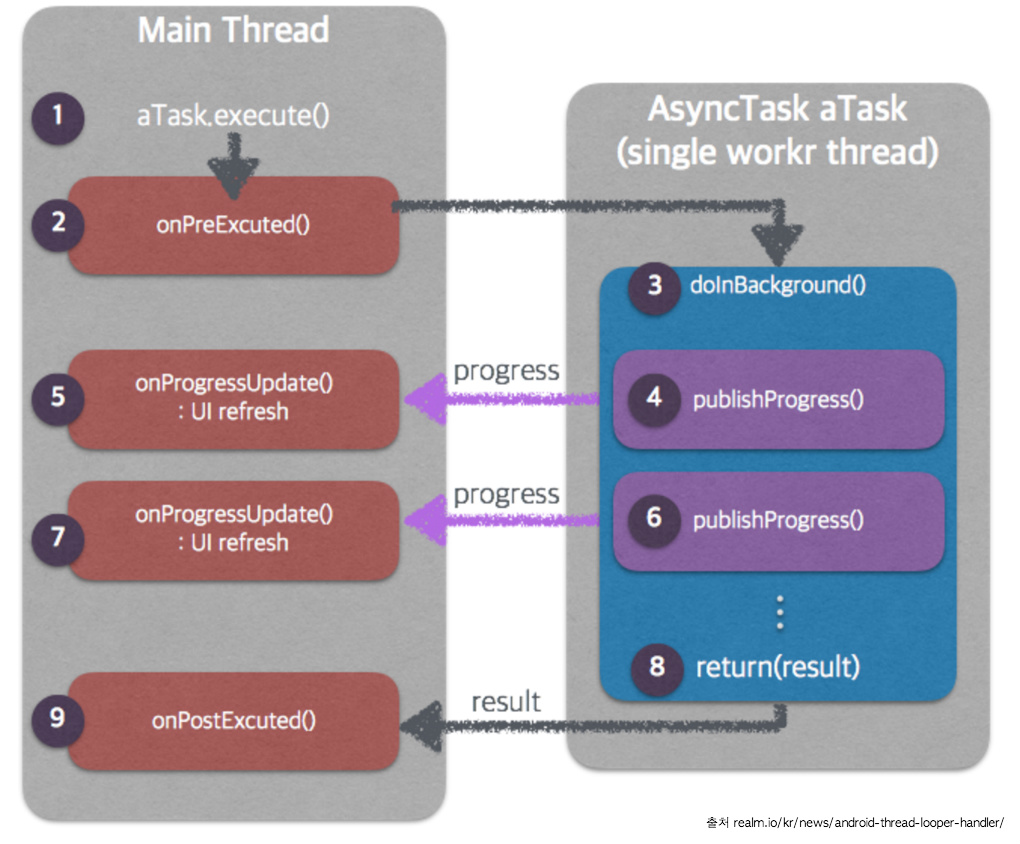 Main Thread
1
aTask.execute()
2
onPreExcuted()
AsyncTask aTask
(single workr thread)
3
doInBackground()
progress
4
publishProgress()
5
onProgressUpdate()
: UI refresh
progress
6
publishProgress()
7
onProgressUpdate()
: UI refresh
8
return(result)
result
9
onPostExcuted()
출처 realm.io/kr/news/android-thread-looper-handler/